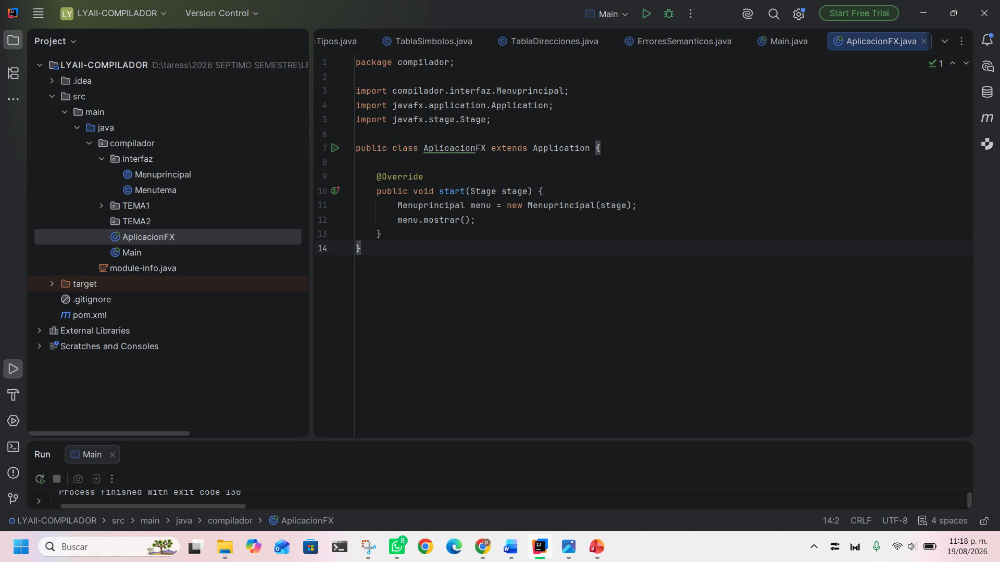 LY LYAII-COMPILADOR Version Control Main Start Free Trial
Project
Tipos.java TablaSimbolos.java TablaDirecciones.java ErroresSemanticos.java Main.java AplicacionFX.java
LYAII-COMPILADOR D:\tareas\2026 SEPTIMO SEMESTRE\LE
.idea
src
main
java
compilador
interfaz
Menuprincipal
Menutema
TEMA1
TEMA2
AplicacionFX
Main
module-info.java
target
.gitignore
m pom.xml
External Libraries
Scratches and Consoles
1 package compilador;
2
3 import compilador.interfaz.Menuprincipal;
4 import javafx.application.Application;
5 import javafx.stage.Stage;
6
7 public class AplicacionFX extends Application {
8
9 @Override
10 public void start(Stage stage) {
11 Menuprincipal menu = new Menuprincipal(stage);
12 menu.mostrar();
13 }
14 }
1
m
Run Main
Process finished with exit code 130
LYAII-COMPILADOR > src > main > java > compilador > AplicacionFX 14:2 CRLF UTF-8 4 spaces
Buscar 8 11:18 p. m.
19/08/2026